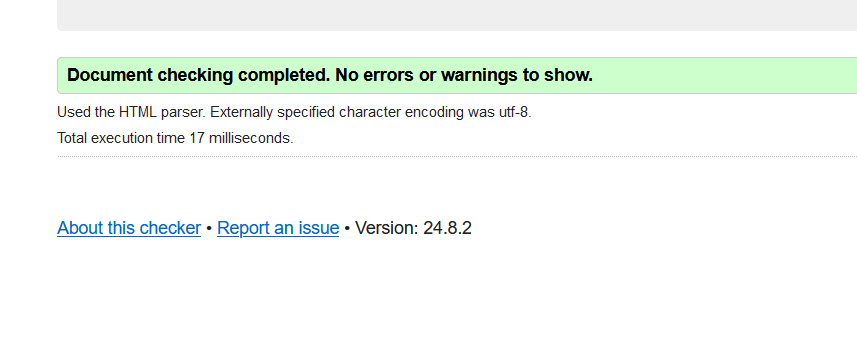 Document checking completed. No errors or warnings to show.
Used the HTML parser. Externally specified character encoding was utf-8.
Total execution time 17 milliseconds.
About this checker • Report an issue • Version: 24.8.2